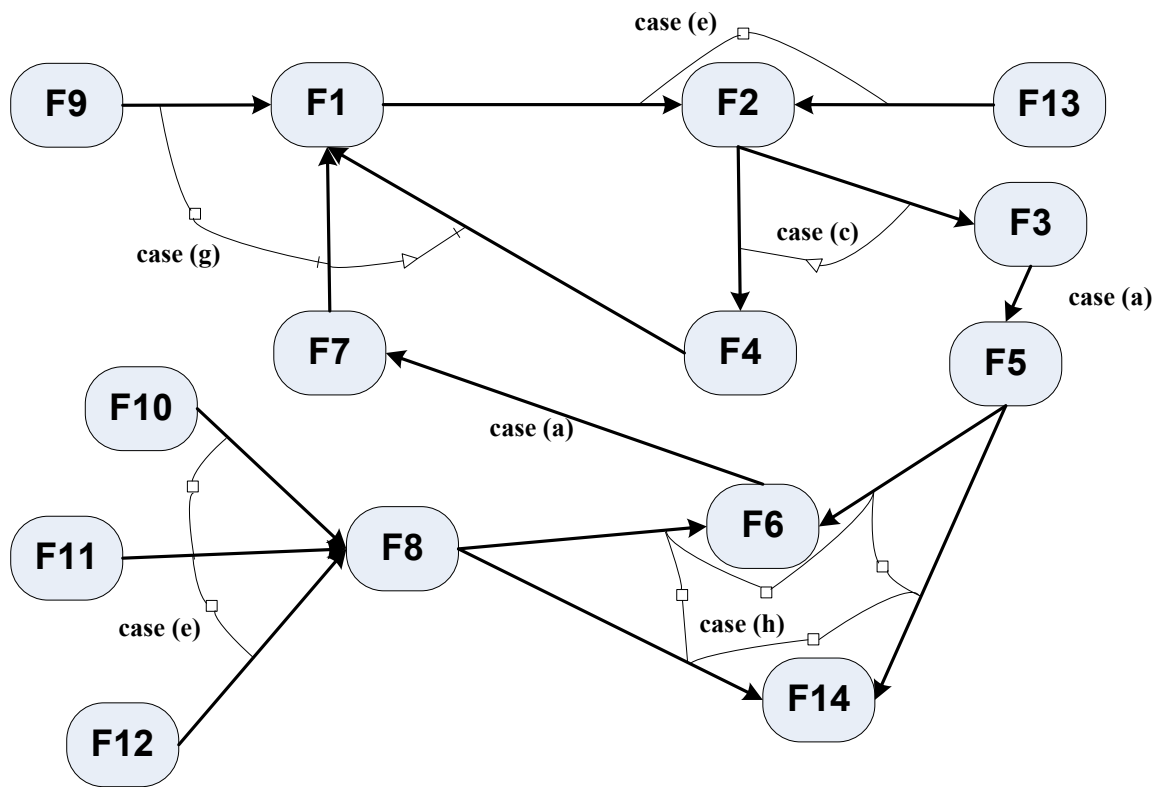 case (e)
F9
F1
F2
F13
F3
case (c)
case (g)
case (a)
F7
F4
F5
F10
case (a)
F11
F8
F6
case (e)
case (h)
F14
F12